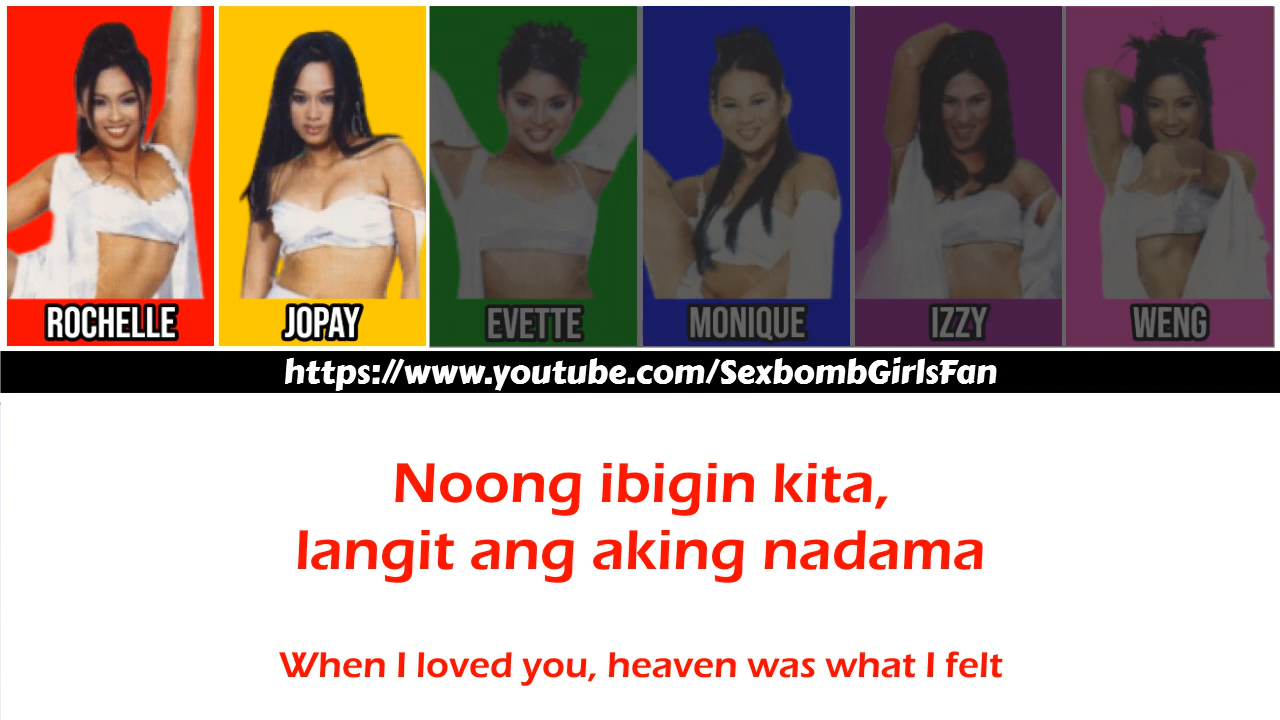 ROCHELLE JOPAY EVETTE MONIQUE IZZY WENG
https://www.youtube.com/SexbombGirlsFan
Noong ibigin kita,
langit ang aking nadama
When I loved you, heaven was what I felt